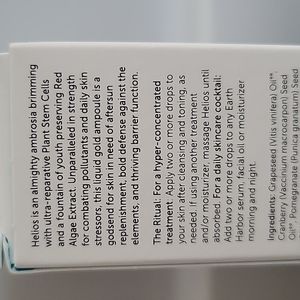 Helios is an almighty ambrosia brimming
with ultra-reparative Plant Stem Cells
and a fountain of youth preserving Red
Algae Extract. Unparalleled in strength
for combating pollutants and daily skin
stressors, this liquid gold ampoule is a
godsend for skin in need of aftersun
replenishment, bold defense against the
elements, and thriving barrier function.
The Ritual: For a hyper-concentrated
treatment: Apply two or more drops to
your skin after cleansing and toning, as
needed. If using another treatment
and/or moisturizer, massage Helios until
absorbed. For a daily skincare cocktail:
Add two or more drops to any Earth
Harbor serum, facial oil or moisturizer
morning and night.
Ingredients: Grapeseed (Vitis vinifera) Oil**,
Cranberry (Vaccinium macrocarpon) Seed
Oil**, Pomegranate (Punica granatum) Seed